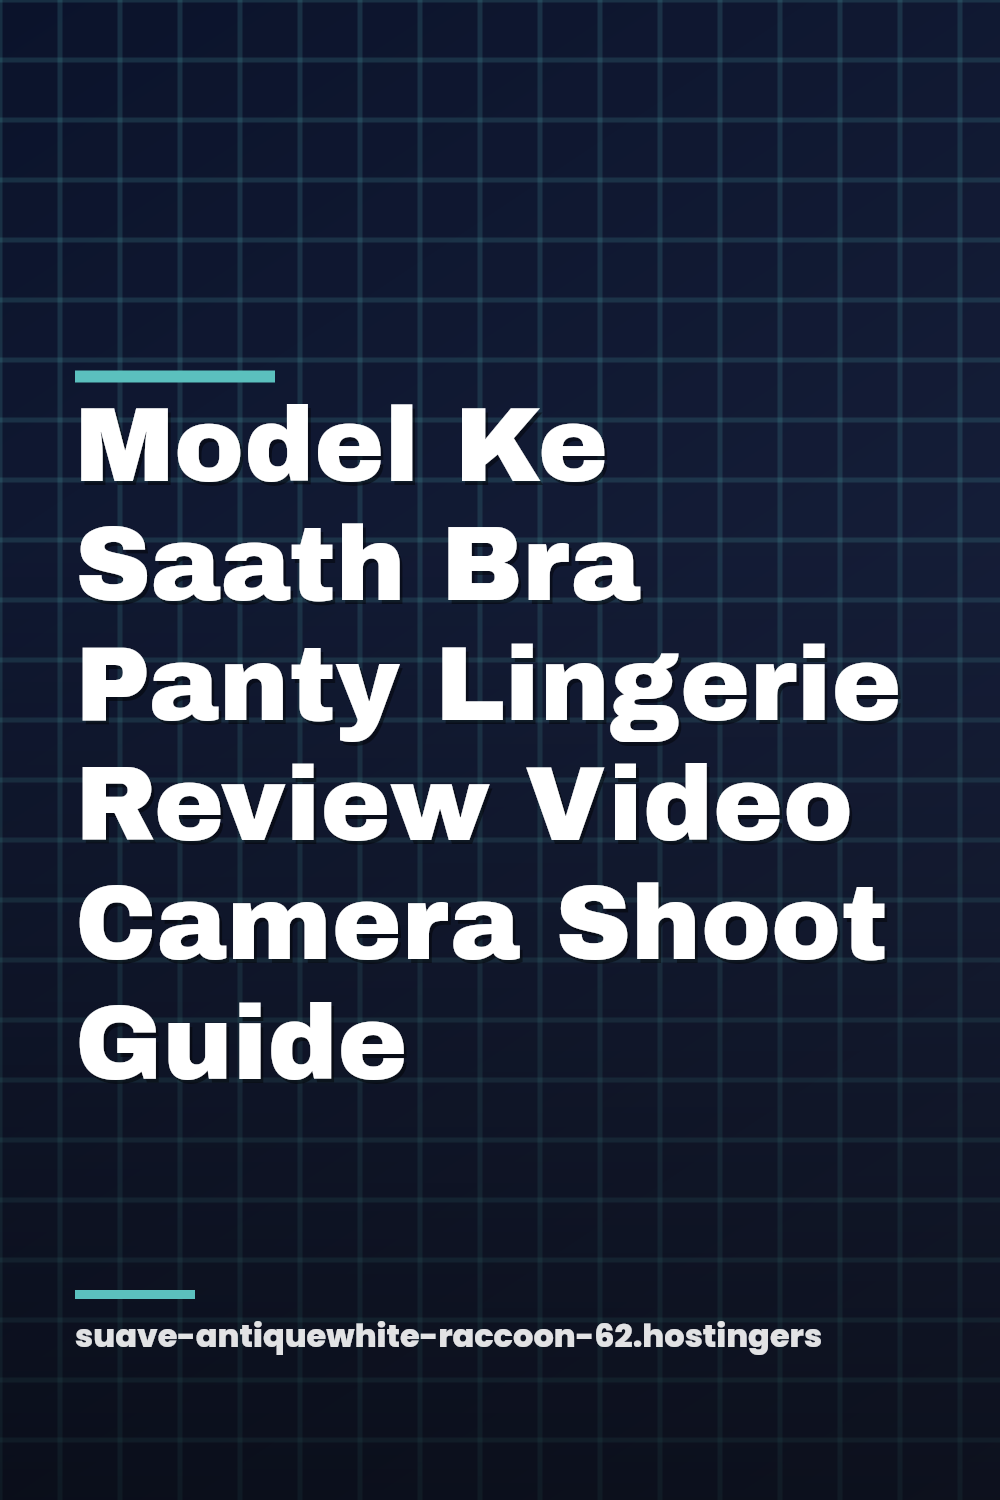 Model Ke
Saath Bra
Panty Lingerie
Review Video
Camera Shoot
Guide
suave-antiquewhite-raccoon-62.hostingers